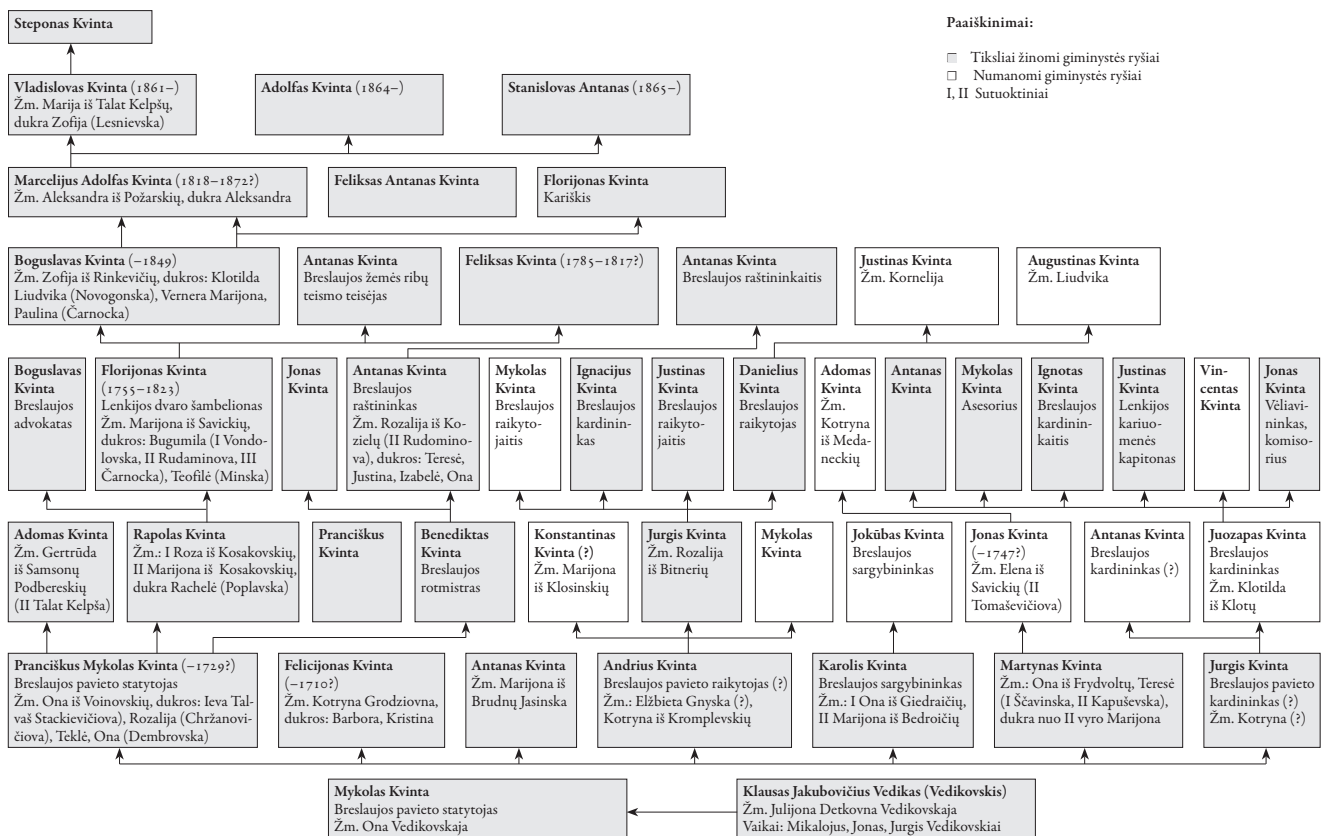 Steponas Kvinta
Paaiškinimai:
Tiksliai žinomi giminystės ryšiai
Numanomi giminystės ryšiai
I, II Sutuoktiniai
Vladislovas Kvinta (1861–)
Žm. Marija iš Talat Kelpšų,
dukra Zofija (Lesnievska)
Adolfas Kvinta (1864–)
Stanislovas Antanas (1865–)
Marcelijus Adolfas Kvinta (1818–1872?)
Žm. Aleksandra iš Požarskių, dukra Aleksandra
Feliksas Antanas Kvinta
Florijonas Kvinta
Kariškis
Boguslavas Kvinta (–1849)
Žm. Zofija iš Rinkevičių, dukros: Klotilda
Liudvika (Novogonska), Vernera Marijona,
Paulina (Čarnocka)
Antanas Kvinta
Breslaujos žemės ribų
teismo teisėjas
Feliksas Kvinta (1785–1817?)
Antanas Kvinta
Breslaujos raštininkaitis
Justinas Kvinta
Žm. Kornelija
Augustinas Kvinta
Žm. Liudvika
Boguslavas
Kvinta
Breslaujos
advokatas
Florijonas Kvinta
(1755–1823)
Lenkijos dvaro šambelionas
Žm. Marijona iš Savickių,
dukros: Bugumila (I Vondo-
lovska, II Rudaminova, III
Čarnocka), Teofilė (Minska)
Jonas
Kvinta
Antanas Kvinta
Breslaujos
raštininkas
Žm. Rozalija iš Ko-
zielų (II Rudomino-
va), dukros: Teresė,
Justina, Izabelė, Ona
Mykolas
Kvinta
Breslaujos
raikyto-
jaitis
Ignacijus
Kvinta
Breslaujos
kardinin-
kas
Justinas
Kvinta
Breslaujos
raikyto-
jaitis
Danielius
Kvinta
Breslaujos
raikytojas
Adomas
Kvinta
Žm.
Kotryna
iš Meda-
neckių
Antanas
Kvinta
Mykolas
Kvinta
Asesorius
Ignotas
Kvinta
Breslaujos
kardinin-
kaitis
Justinas
Kvinta
Lenkijos
kariuo-
menės
kapitonas
Vin-
centas
Kvinta
Jonas
Kvinta
Vėliavi-
ninkas,
komiso-
rius
Adomas Kvinta
Žm. Gertrūda
iš Samsonų
Podbereskių
(II Talat Kelpša)
Rapolas Kvinta
Žm.: I Roza iš Kosakovskių,
II Marijona iš Kosakovskių,
dukra Rachelė (Poplavska)
Pranciškus
Kvinta
Benediktas
Kvinta
Breslaujos
rotmistras
Konstantinas
Kvinta (?)
Žm. Marijona
iš Klosinskių
Jurgis Kvinta
Žm. Rozalija
iš Bitnerių
Mykolas
Kvinta
Jokūbas Kvinta
Breslaujos
sargybininkas
Jonas Kvinta
(–1747?)
Žm. Elena iš
Savickių (II
Tomaševičiova)
Antanas Kvinta
Breslaujos
kardininkas (?)
Juozapas Kvinta
Breslaujos
kardininkas
Žm. Klotilda
iš Klotų
Pranciškus Mykolas Kvinta (–1729?)
Breslaujos pavieto statytojas
Žm. Ona iš Voinovskių, dukros: Ieva Tal-
vaš Stackievičiova), Rozalija (Chržanovi-
čiova), Teklė, Ona (Dembrovska)
Felicijonas Kvinta
(–1710?)
Žm. Kotryna Grodziovna,
dukros: Barbora, Kristina
Antanas Kvinta
Žm. Marijona iš
Brudnų Jasinska
Andrius Kvinta
Breslaujos pavieto raikytojas (?)
Žm.: Elžbieta Gnyska (?),
Kotryna iš Kromplevskių
Karolis Kvinta
Breslaujos sargybininkas
Žm.: I Ona iš Giedraičių,
II Marijona iš Bedroičių
Martynas Kvinta
Žm.: Ona iš Frydvoltų, Teresė
(I Ščavinska, II Kapuševska),
dukra nuo II vyro Marijona
Jurgis Kvinta
Breslaujos pavieto
kardininkas (?)
Žm. Kotryna (?)
Mykolas Kvinta
Breslaujos pavieto statytojas
Žm. Ona Vedikovskaja
Klausas Jakubovičius Vedikas (Vedikovskis)
Žm. Julijona Detkovna Vedikovskaja
Vaikai: Mikalojus, Jonas, Jurgis Vedikovskiai